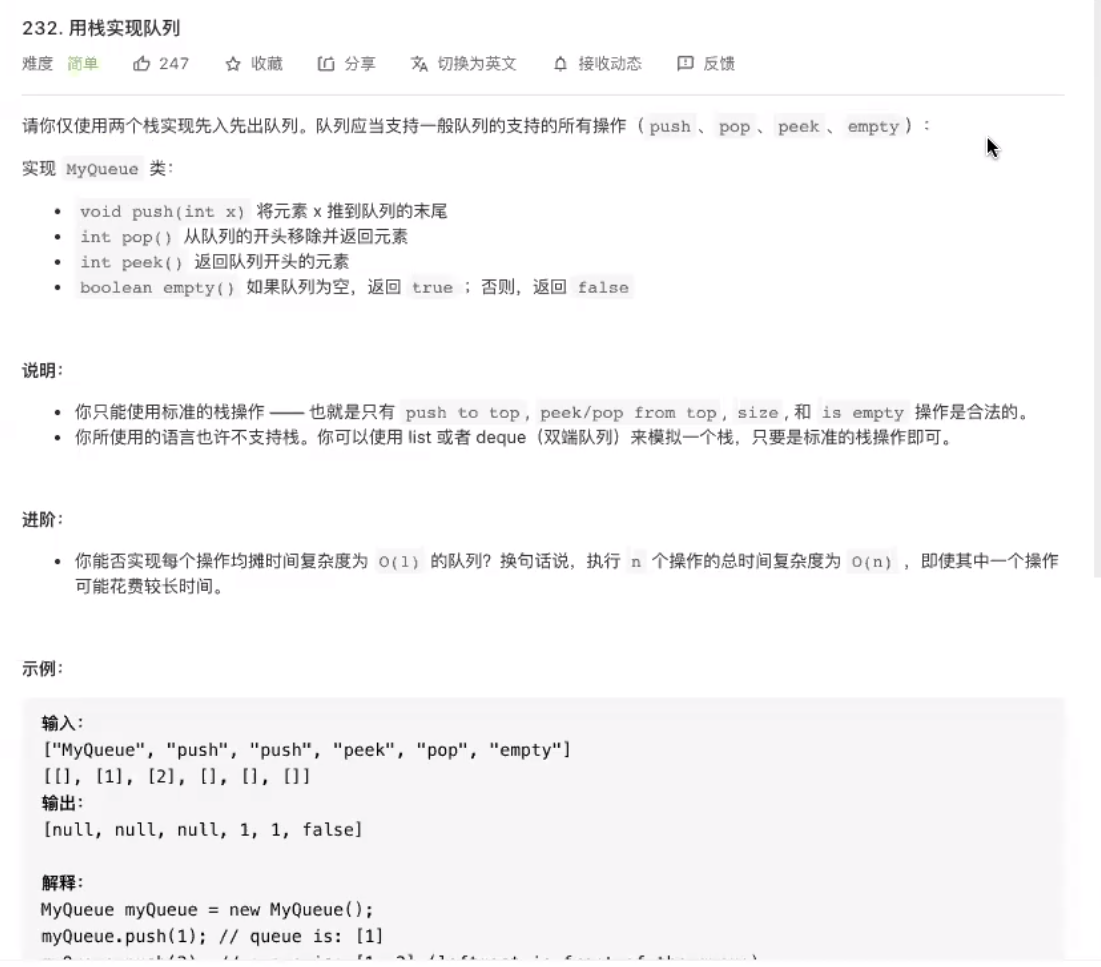 232. 用栈实现队列
难度 简单 247 收藏 分享 切换为英文 接收动态 反馈
请你仅使用两个栈实现先入先出队列。队列应当支持一般队列的支持的所有操作（push、pop、peek、empty）：
实现 MyQueue 类：
void push(int x) 将元素 x 推到队列的末尾
int pop() 从队列的开头移除并返回元素
int peek() 返回队列开头的元素
boolean empty() 如果队列为空，返回 true ；否则，返回 false
说明：
你只能使用标准的栈操作 —— 也就是只有 push to top, peek/pop from top, size, 和 is empty 操作是合法的。
你所使用的语言也许不支持栈。你可以使用 list 或者 deque（双端队列）来模拟一个栈，只要是标准的栈操作即可。
进阶：
你能否实现每个操作均摊时间复杂度为 O(1) 的队列？换句话说，执行 n 个操作的总时间复杂度为 O(n) ，即使其中一个操作
可能花费较长时间。
示例：
输入：
["MyQueue", "push", "push", "peek", "pop", "empty"]
[[], [1], [2], [], [], []]
输出：
[null, null, null, 1, 1, false]
解释：
MyQueue myQueue = new MyQueue();
myQueue.push(1); // queue is: [1]